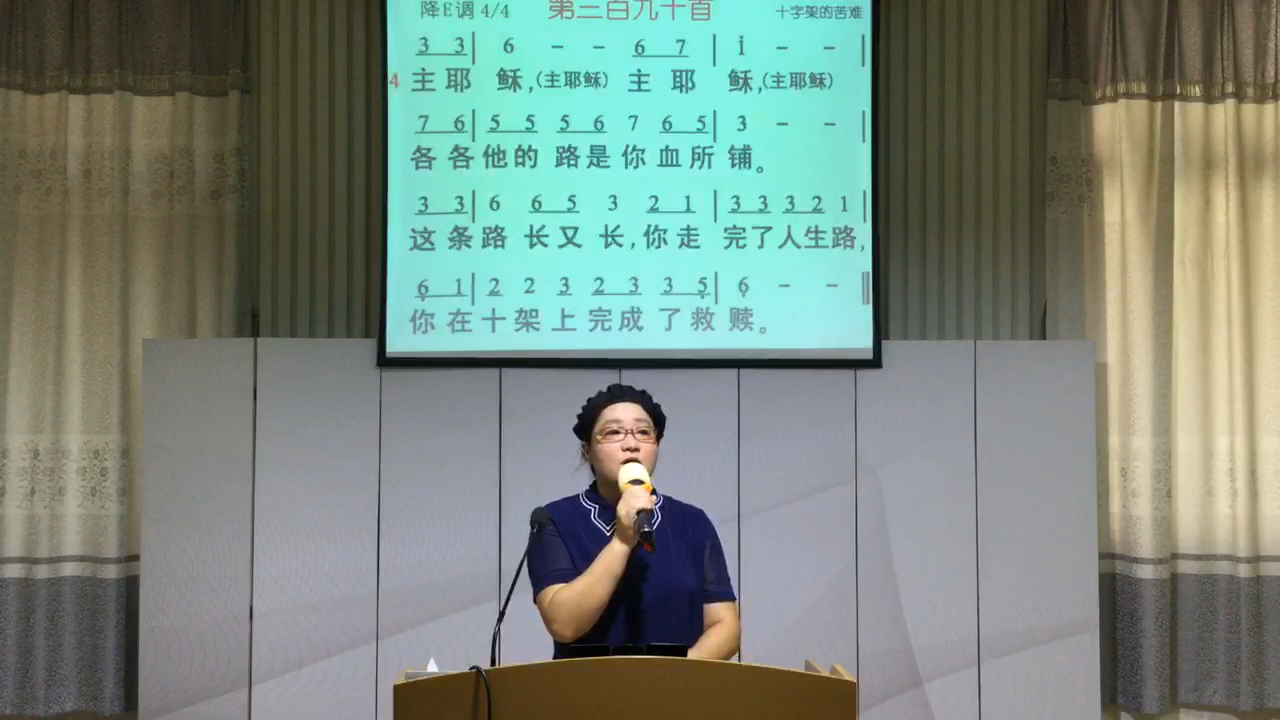 降E调 4/4 第三百九十首 十字架的苦难
3 3 | 6 - - 6 7 | i - - |
4 主耶 稣,(主耶稣) 主 耶 稣,(主耶稣)
7 6 | 5 5 5 6 7 6 5 | 3 - - |
各各他的 路是你血所 铺。
3 3 | 6 6 5 3 2 1 | 3 3 3 2 1 |
这条路 长又 长,你走 完了人生路,
6 1 | 2 2 3 2 3 3 5 | 6 - - ‖
你在十架上完成了救 赎。